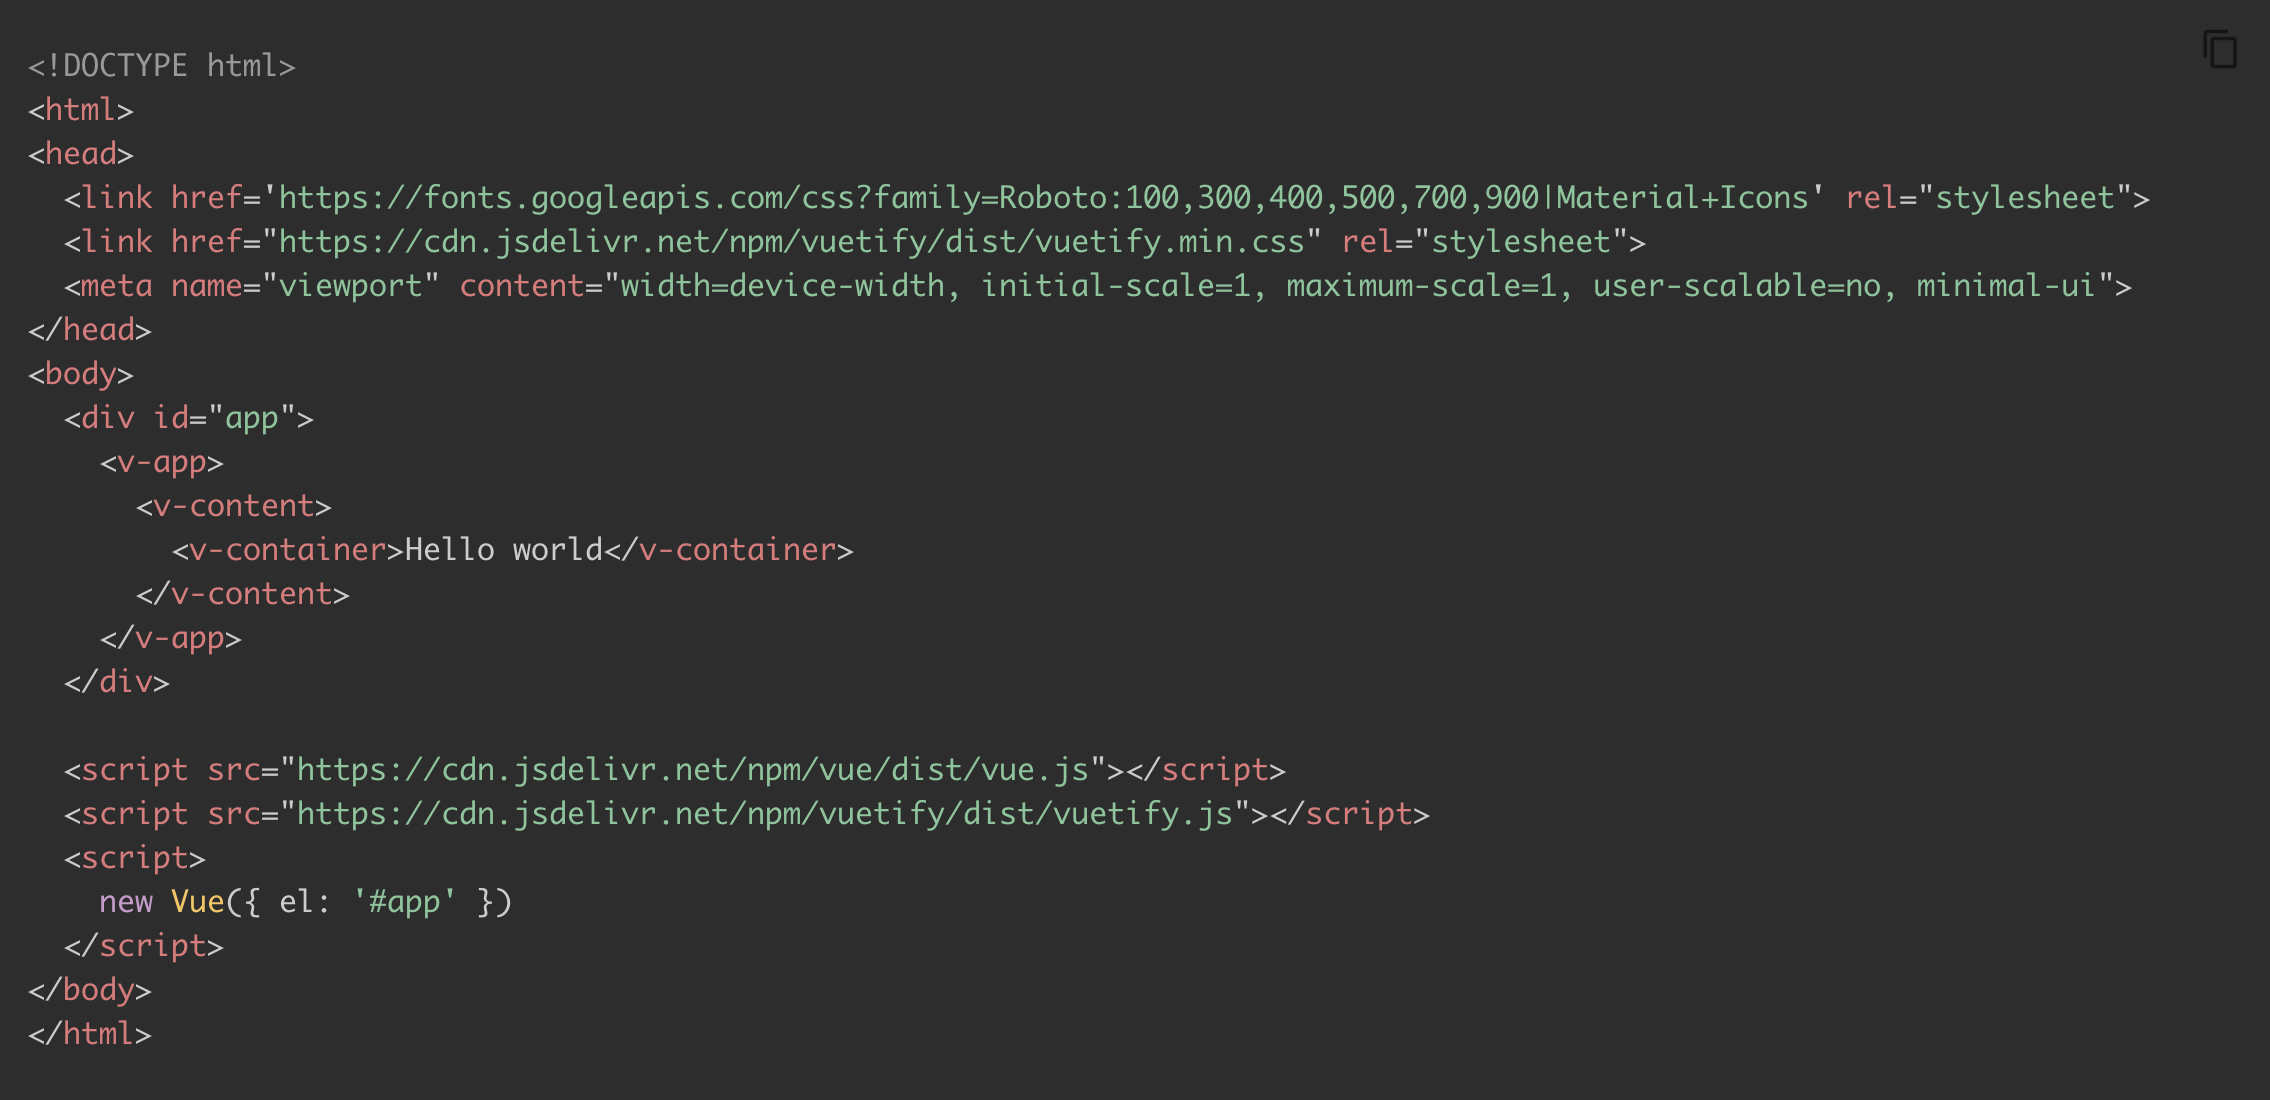 <!DOCTYPE html>
<html>
<head>
  <link href='https://fonts.googleapis.com/css?family=Roboto:100,300,400,500,700,900|Material+Icons' rel="stylesheet">
  <link href="https://cdn.jsdelivr.net/npm/vuetify/dist/vuetify.min.css" rel="stylesheet">
  <meta name="viewport" content="width=device-width, initial-scale=1, maximum-scale=1, user-scalable=no, minimal-ui">
</head>
<body>
  <div id="app">
    <v-app>
      <v-content>
        <v-container>Hello world</v-container>
      </v-content>
    </v-app>
  </div>

  <script src="https://cdn.jsdelivr.net/npm/vue/dist/vue.js"></script>
  <script src="https://cdn.jsdelivr.net/npm/vuetify/dist/vuetify.js"></script>
  <script>
    new Vue({ el: '#app' })
  </script>
</body>
</html>